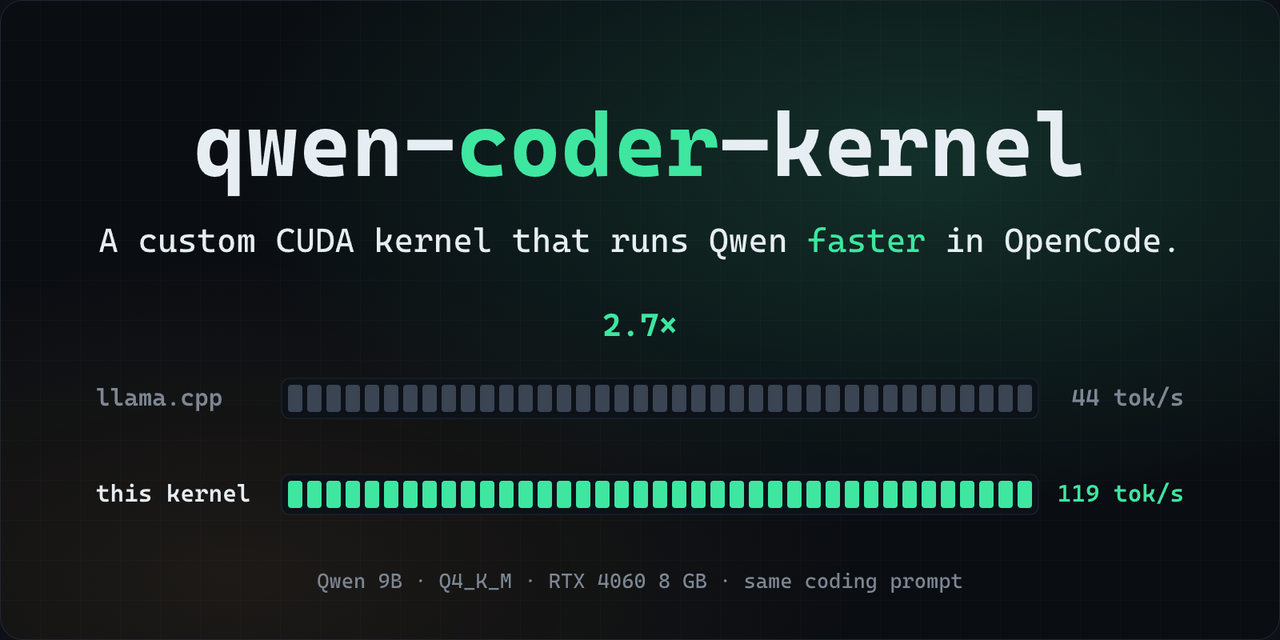 qwen-coder-kernel
A custom CUDA kernel that runs Qwen faster in OpenCode.
2.7×
llama.cpp 44 tok/s
this kernel 119 tok/s
Qwen 9B · Q4_K_M · RTX 4060 8 GB · same coding prompt